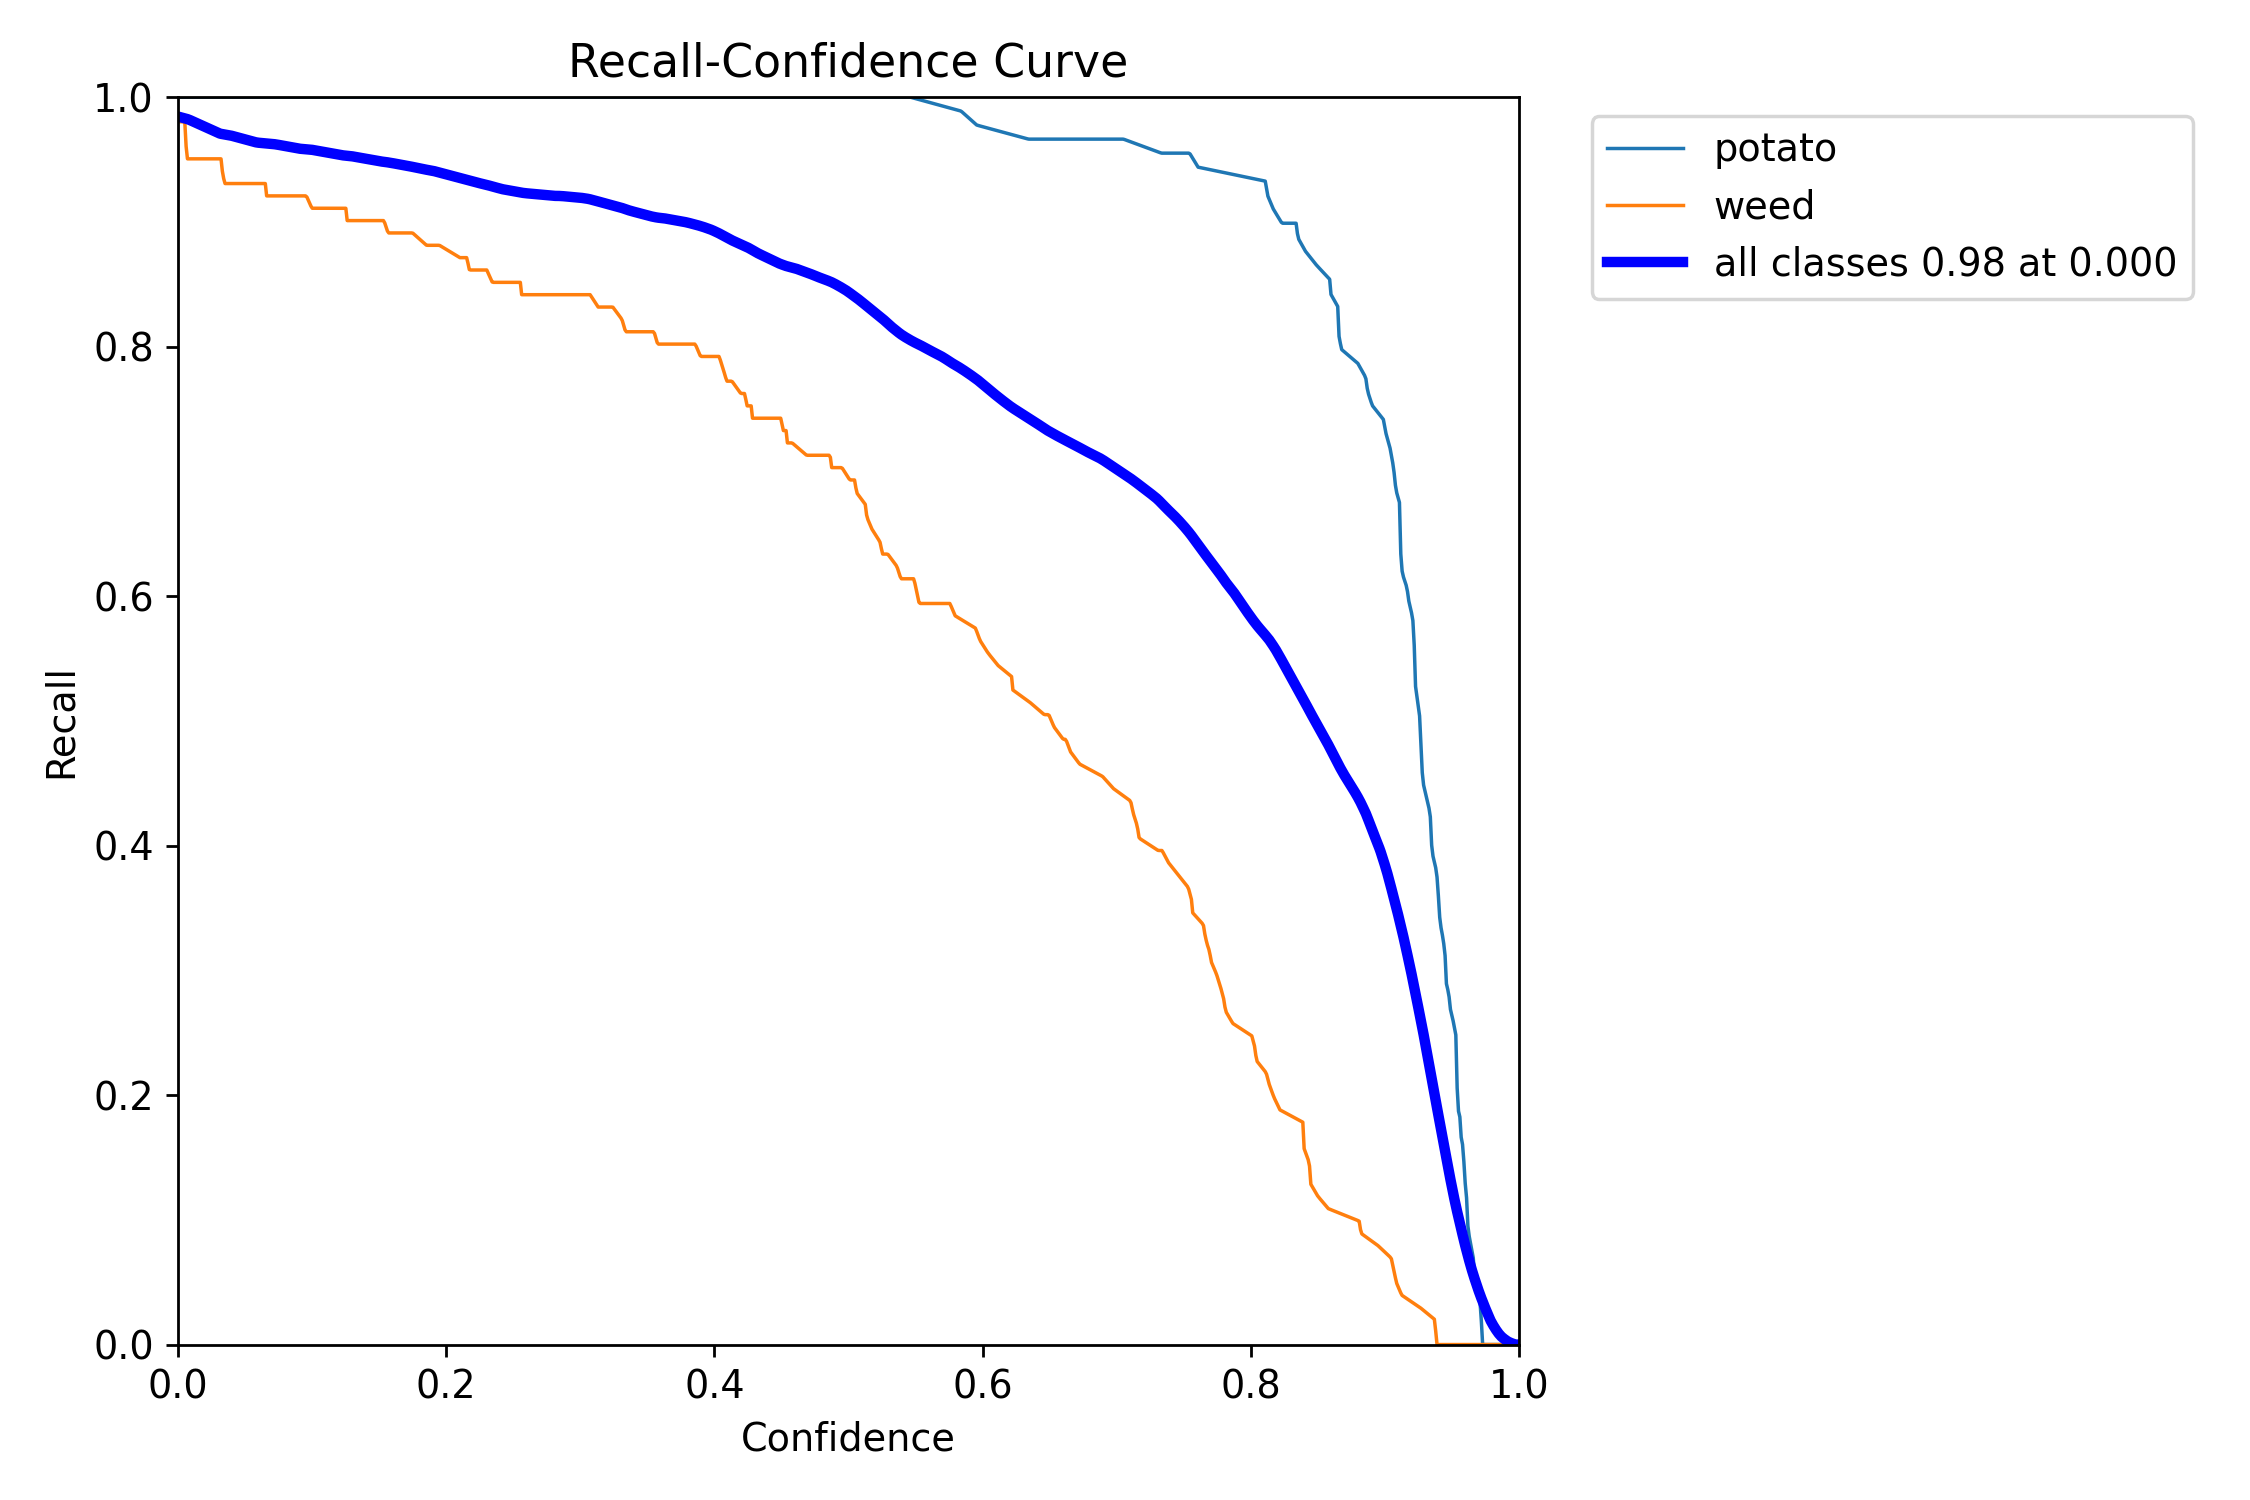 Recall-Confidence Curve
1.0
0.8
0.6
0.4
0.2
0.0
Recall
0.0 0.2 0.4 0.6 0.8 1.0
Confidence
potato
weed
all classes 0.98 at 0.000